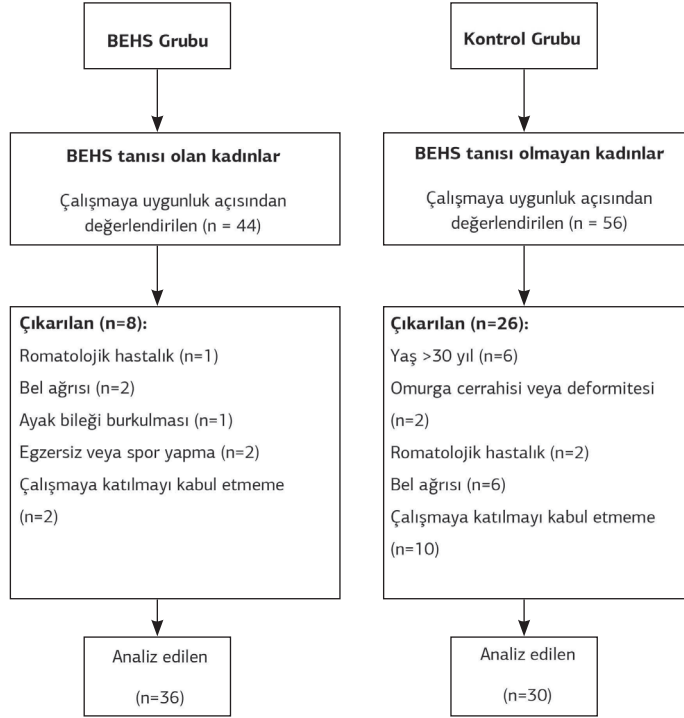 BEHS Grubu
BEHS tanısı olan kadınlar
Çalışmaya uygunluk açısından
değerlendirilen (n = 44)
Çıkarılan (n=8):
Romatolojik hastalık (n=1)
Bel ağrısı (n=2)
Ayak bileği burkulması (n=1)
Egzersiz veya spor yapma (n=2)
Çalışmaya katılmayı kabul etmeme
(n=2)
Analiz edilen
(n=36)
Kontrol Grubu
BEHS tanısı olmayan kadınlar
Çalışmaya uygunluk açısından
değerlendirilen (n = 56)
Çıkarılan (n=26):
Yaş >30 yıl (n=6)
Omurga cerrahisi veya deformitesi
(n=2)
Romatolojik hastalık (n=2)
Bel ağrısı (n=6)
Çalışmaya katılmayı kabul etmeme
(n=10)
Analiz edilen
(n=30)